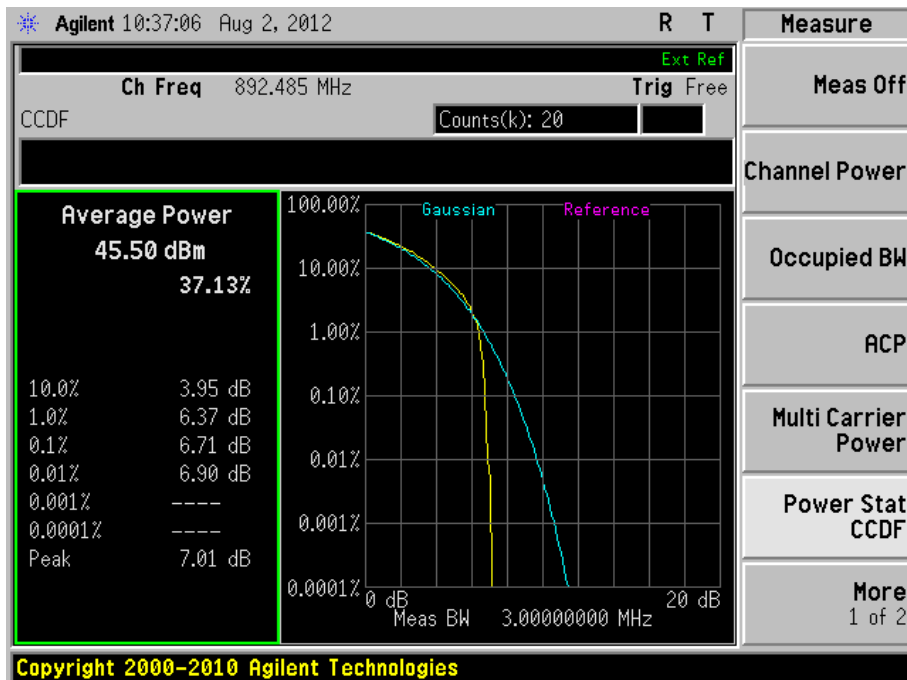 Agilent 10:37:06 Aug 2, 2012 R T
Ext Ref
Ch Freq 892.485 MHz Trig Free
CCDF Counts(k): 20
Average Power
45.50 dBm
37.13%
10.0% 3.95 dB
1.0% 6.37 dB
0.1% 6.71 dB
0.01% 6.90 dB
0.001% ----
0.0001% ----
Peak 7.01 dB
Gaussian Reference
100.00%
10.00%
1.00%
0.10%
0.01%
0.001%
0.0001%
0 dB 20 dB
Meas BW 3.00000000 MHz
Measure
Meas Off
Channel Power
Occupied BW
ACP
Multi Carrier
Power
Power Stat
CCDF
More
1 of 2
Copyright 2000-2010 Agilent Technologies